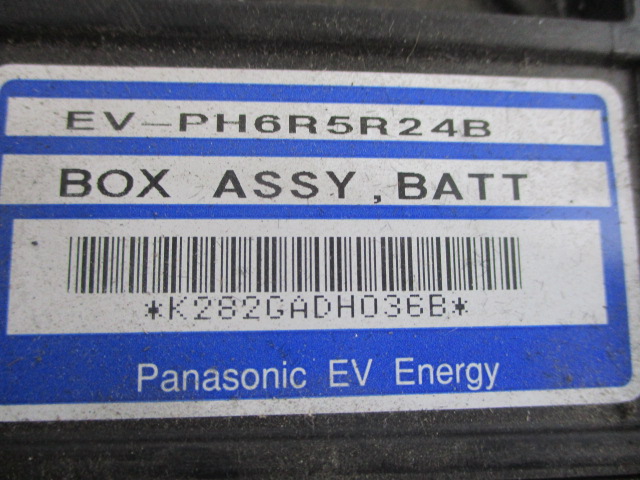 EV-PH6R5R24B
BOX ASSY,BATT
*K282GADH036B*
Panasonic EV Energy